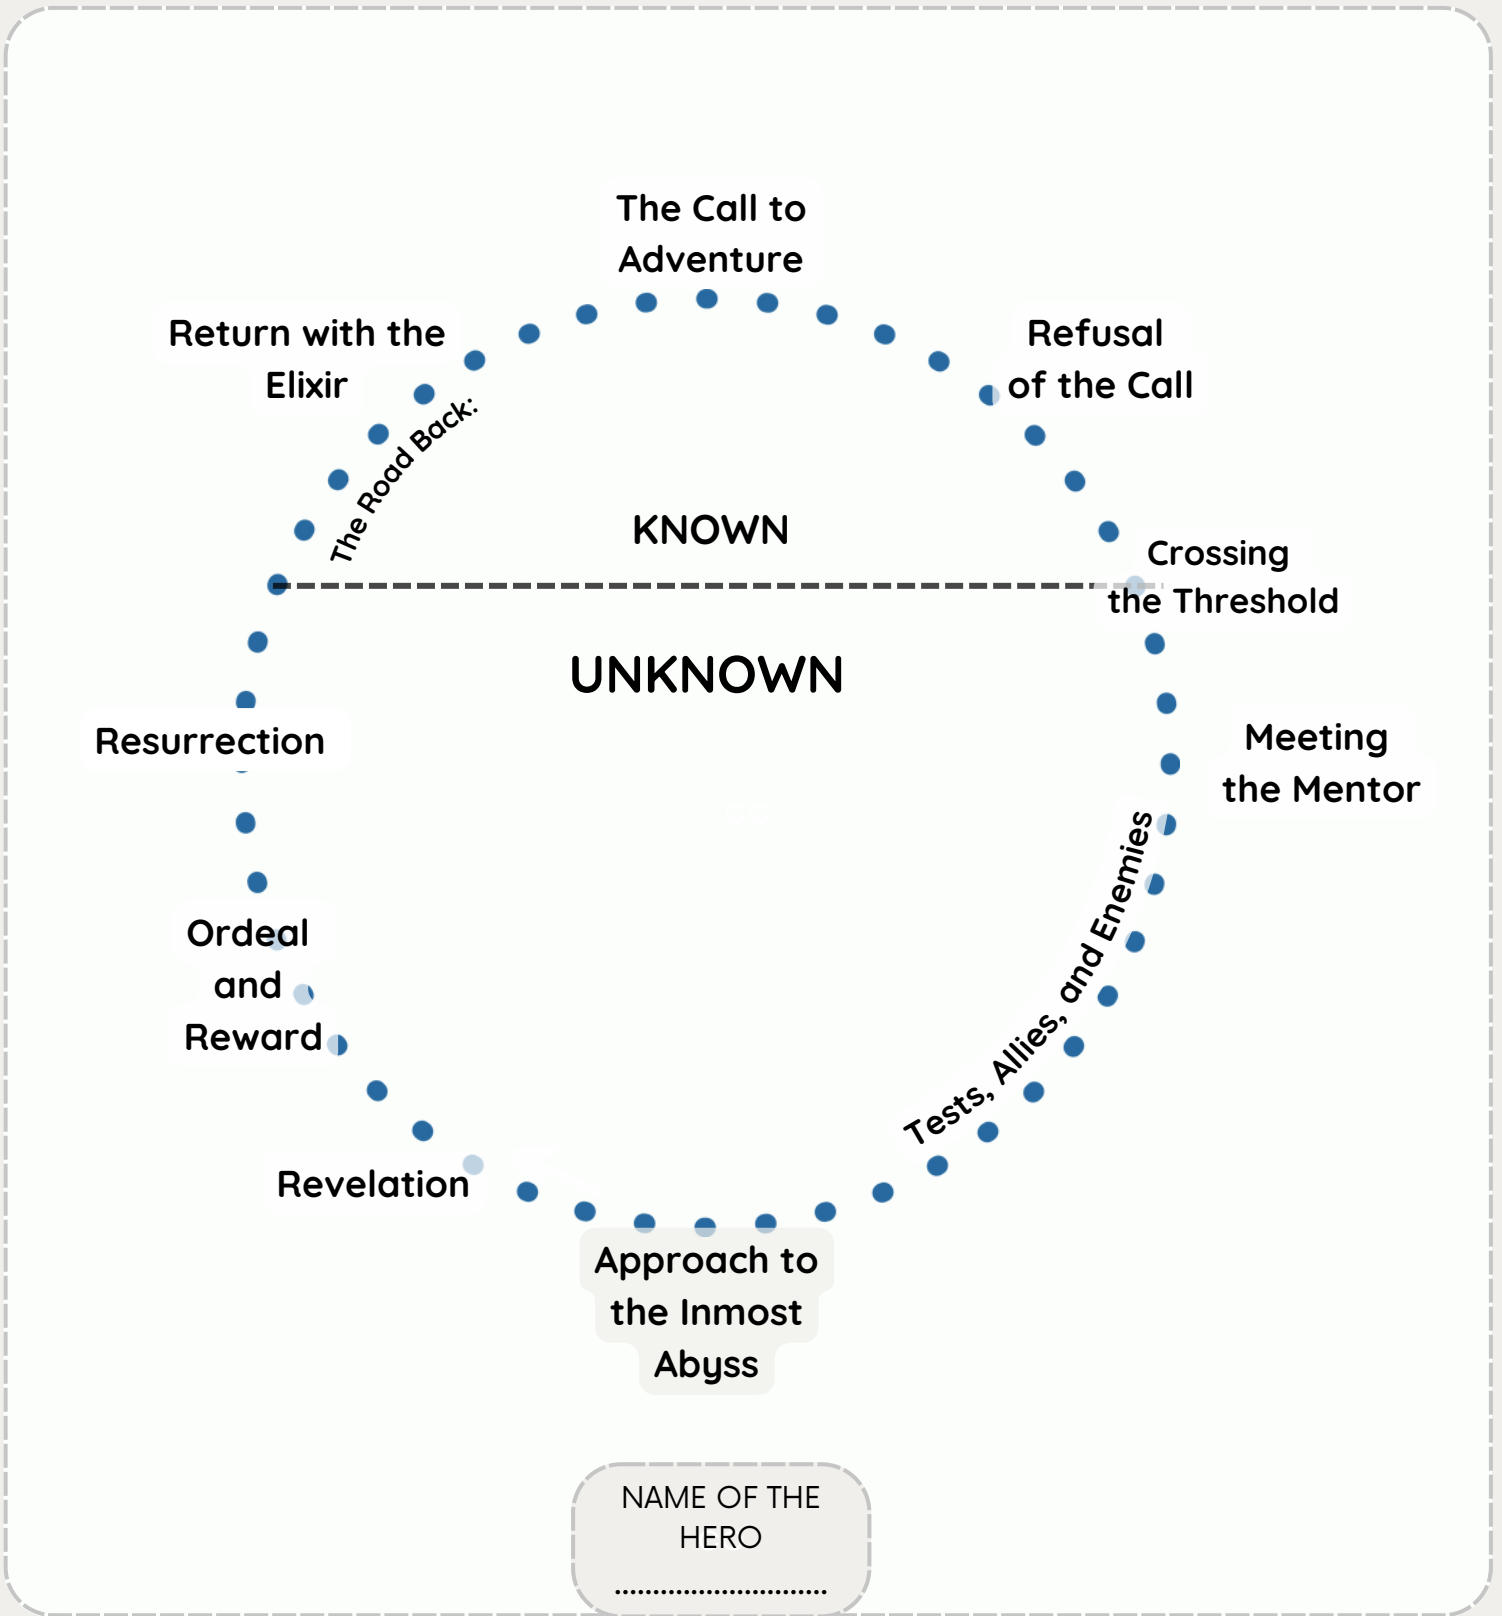 The Call to
Adventure
Return with the
Elixir
Refusal
of the Call
The Road Back:
KNOWN
Crossing
the Threshold
UNKNOWN
Resurrection
Meeting
the Mentor
Tests, Allies, and Enemies
Ordeal
and
Reward
Revelation
Approach to
the Inmost
Abyss
NAME OF THE
HERO
............................